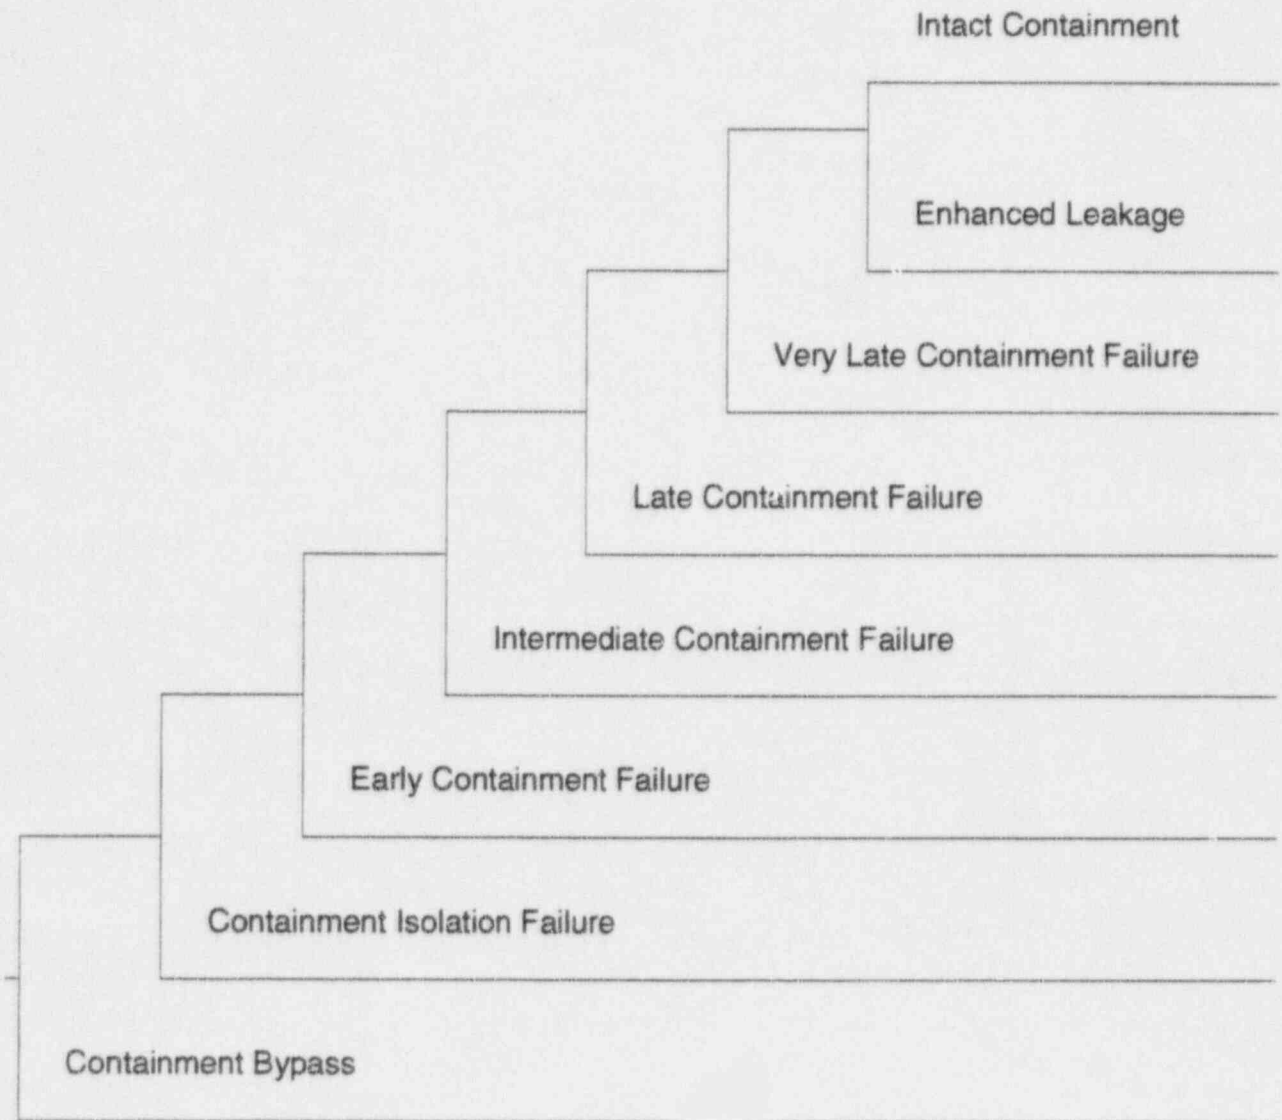 Intact Containment
Enhanced Leakage
Very Late Containment Failure
Late Containment Failure
Intermediate Containment Failure
Early Containment Failure
Containment Isolation Failure
Containment Bypass